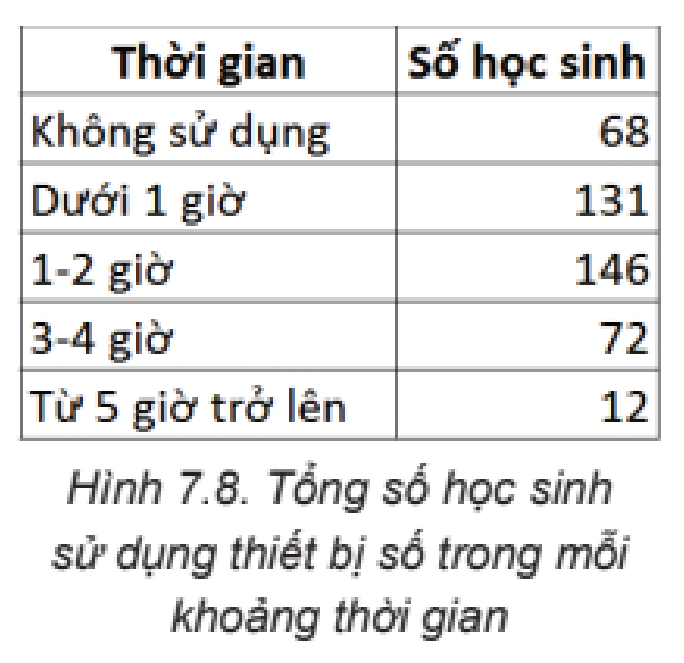 Thời gian Số học sinh
Không sử dụng 68
Dưới 1 giờ 131
1-2 giờ 146
3-4 giờ 72
Từ 5 giờ trở lên 12
Hình 7.8. Tổng số học sinh
sử dụng thiết bị số trong mỗi
khoảng thời gian